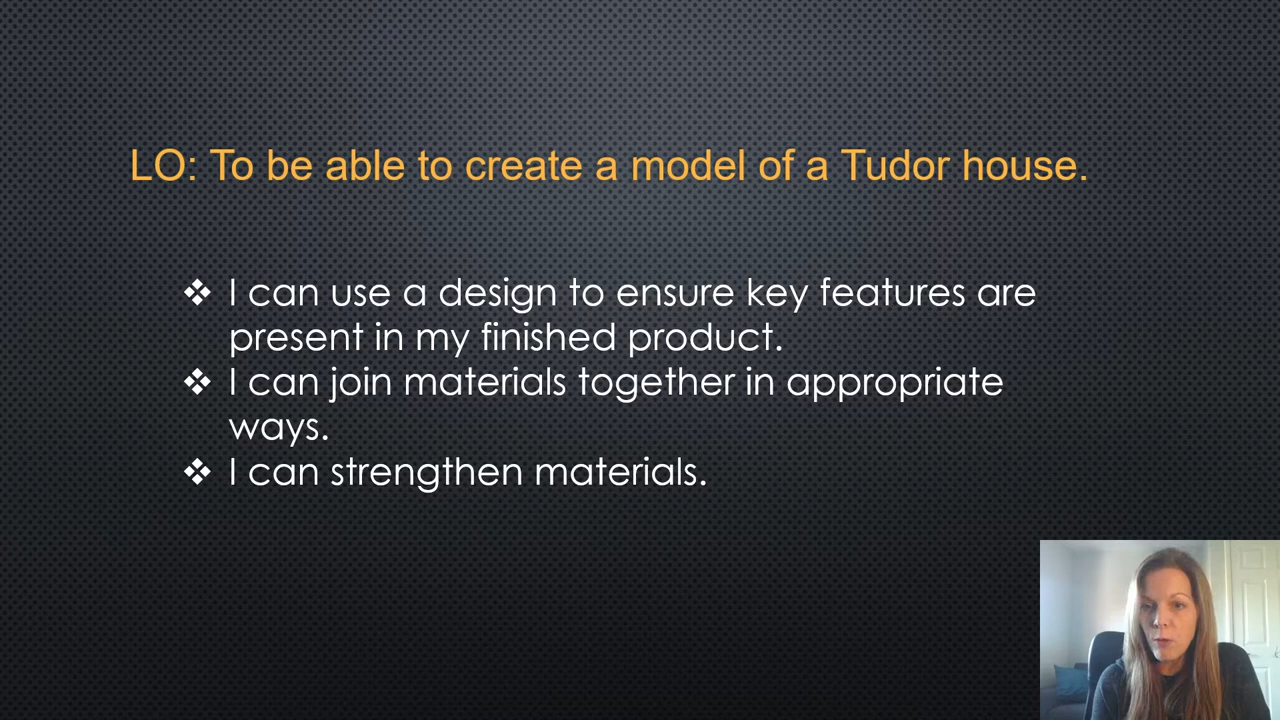 LO: To be able to create a model of a Tudor house.
❖ I can use a design to ensure key features are
present in my finished product.
❖ I can join materials together in appropriate
ways.
❖ I can strengthen materials.